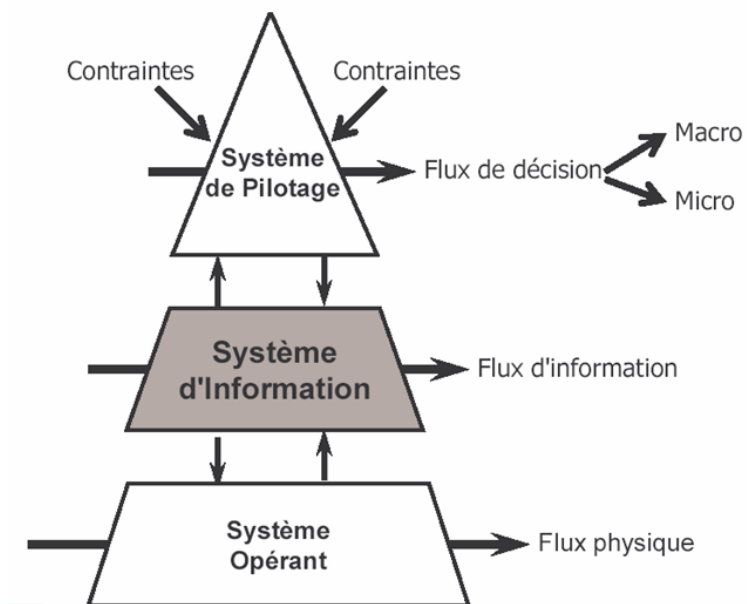 Contraintes
Contraintes
Système
de Pilotage
Flux de décision
Macro
Micro
Système
d'Information
Flux d'information
Système
Opérant
Flux physique